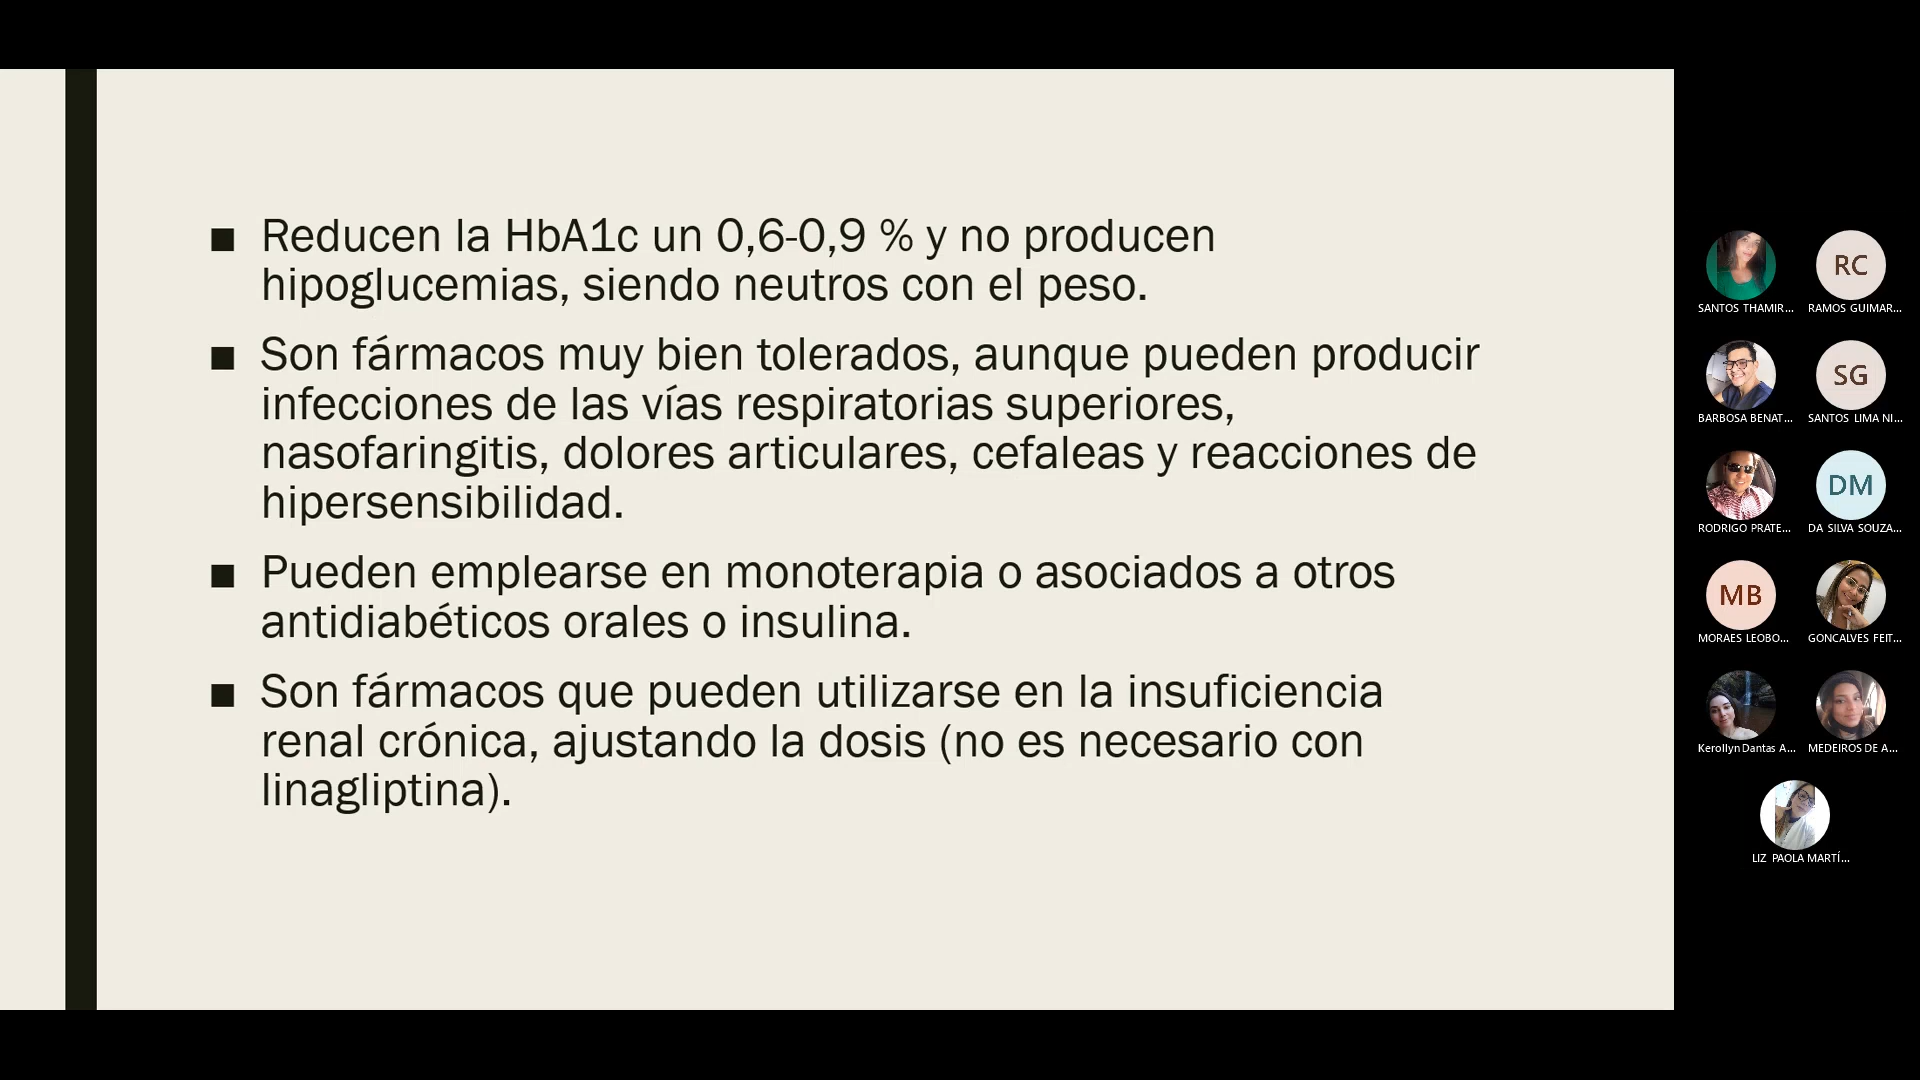 ■ Reducen la HbA1c un 0,6-0,9 % y no producen
hipoglucemias, siendo neutros con el peso.
■ Son fármacos muy bien tolerados, aunque pueden producir
infecciones de las vías respiratorias superiores,
nasofaringitis, dolores articulares, cefaleas y reacciones de
hipersensibilidad.
■ Pueden emplearse en monoterapia o asociados a otros
antidiabéticos orales o insulina.
■ Son fármacos que pueden utilizarse en la insuficiencia
renal crónica, ajustando la dosis (no es necesario con
linagliptina).
RC
SANTOS THAMIR... RAMOS GUIMAR...
SG
BARBOSA BENAT... SANTOS LIMA NI...
DM
RODRIGO PRATE... DA SILVA SOUZA...
MB
MORAES LEOBO... GONCALVES FEIT...
Kerollyn Dantas A... MEDEIROS DE A...
LIZ PAOLA MARTÍ...